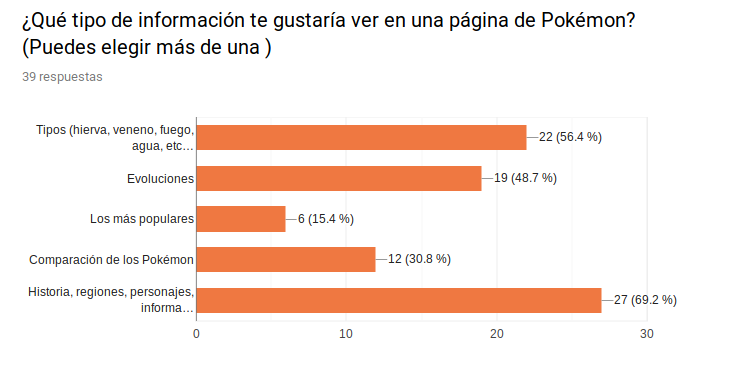 ¿Qué tipo de información te gustaría ver en una página de Pokémon?
(Puedes elegir más de una )
39 respuestas
Tipos (hierva, veneno, fuego,
agua, etc…
22 (56.4 %)
Evoluciones
19 (48.7 %)
Los más populares
6 (15.4 %)
Comparación de los Pokémon
12 (30.8 %)
Historia, regiones, personajes,
informa…
27 (69.2 %)
0 10 20 30